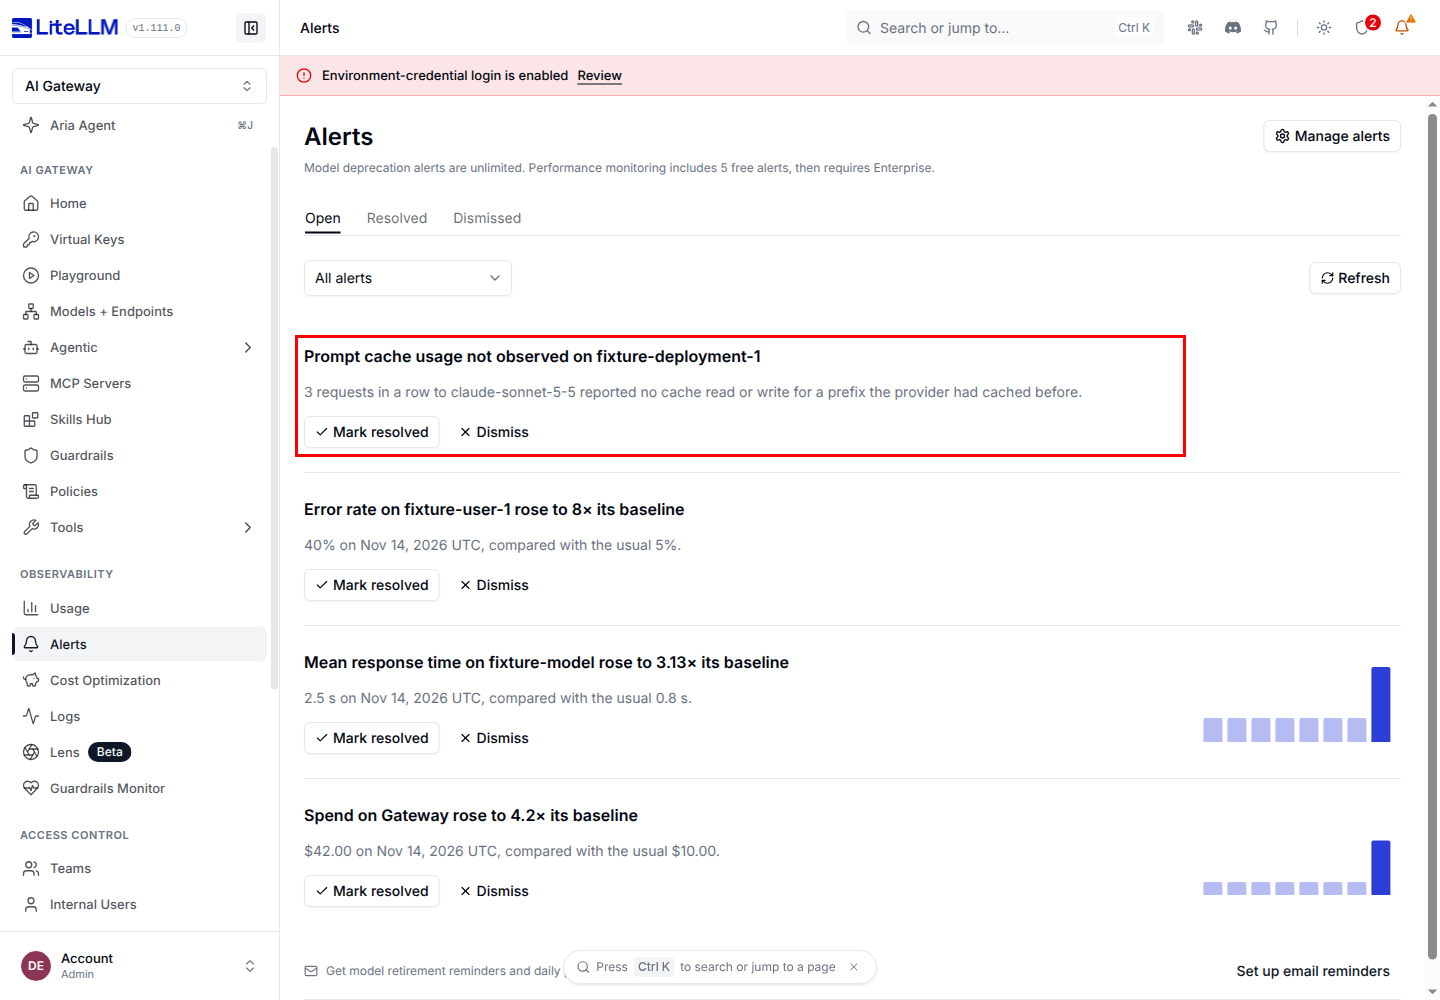 LiteLLM
v1.111.0
Alerts
Search or jump to...
Ctrl K
2
AI Gateway
Environment-credential login is enabled Review
Aria Agent
⌘J
AI GATEWAY
Home
Virtual Keys
Playground
Models + Endpoints
Agentic
MCP Servers
Skills Hub
Guardrails
Policies
Tools
OBSERVABILITY
Usage
Alerts
Cost Optimization
Logs
Lens Beta
Guardrails Monitor
ACCESS CONTROL
Teams
Internal Users
DE
Account
Admin
Alerts
Manage alerts
Model deprecation alerts are unlimited. Performance monitoring includes 5 free alerts, then requires Enterprise.
Open Resolved Dismissed
All alerts
Refresh
Prompt cache usage not observed on fixture-deployment-1
3 requests in a row to claude-sonnet-5-5 reported no cache read or write for a prefix the provider had cached before.
Mark resolved Dismiss
Error rate on fixture-user-1 rose to 8× its baseline
40% on Nov 14, 2026 UTC, compared with the usual 5%.
Mark resolved Dismiss
Mean response time on fixture-model rose to 3.13× its baseline
2.5 s on Nov 14, 2026 UTC, compared with the usual 0.8 s.
Mark resolved Dismiss
Spend on Gateway rose to 4.2× its baseline
$42.00 on Nov 14, 2026 UTC, compared with the usual $10.00.
Mark resolved Dismiss
Get model retirement reminders and daily
Press Ctrl K to search or jump to a page
Set up email reminders